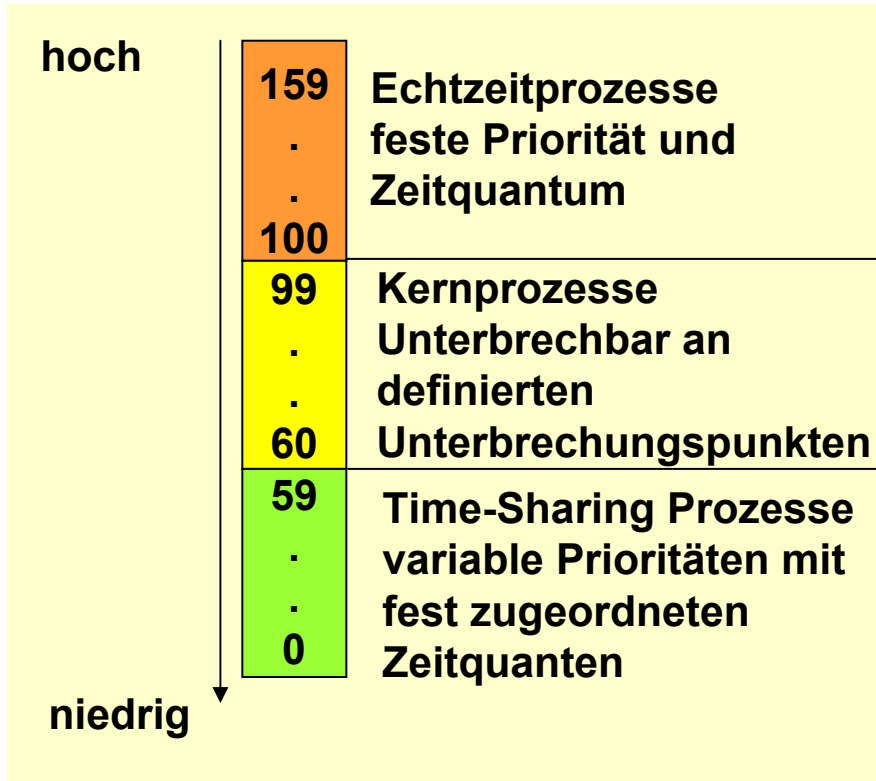 hoch
159
.
.
100
Echtzeitprozesse
feste Priorität und
Zeitquantum
99
.
.
60
Kernprozesse
Unterbrechbar an
definierten
Unterbrechungspunkten
59
.
.
0
Time-Sharing Prozesse
variable Prioritäten mit
fest zugeordneten
Zeitquanten
niedrig